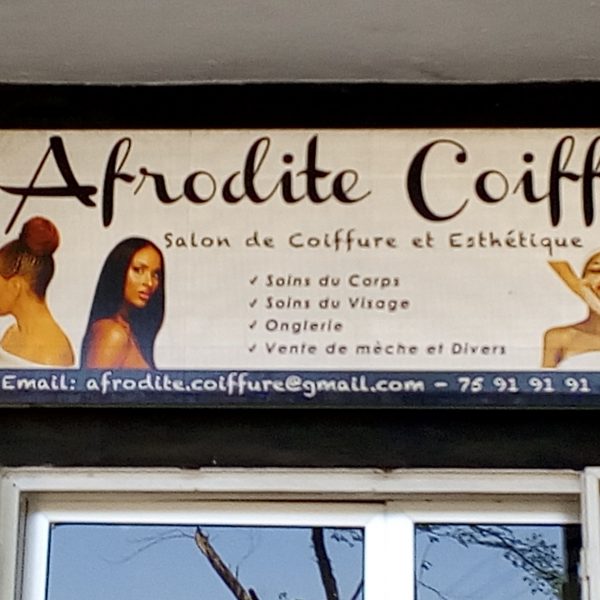 Afrodite Coiff
Salon de Coiffure et Esthétique
✓ Soins du Corps
✓ Soins du Visage
✓ Onglerie
✓ Vente de mèche et Divers
Email: afrodite.coiffure@gmail.com - 75 91 91 91